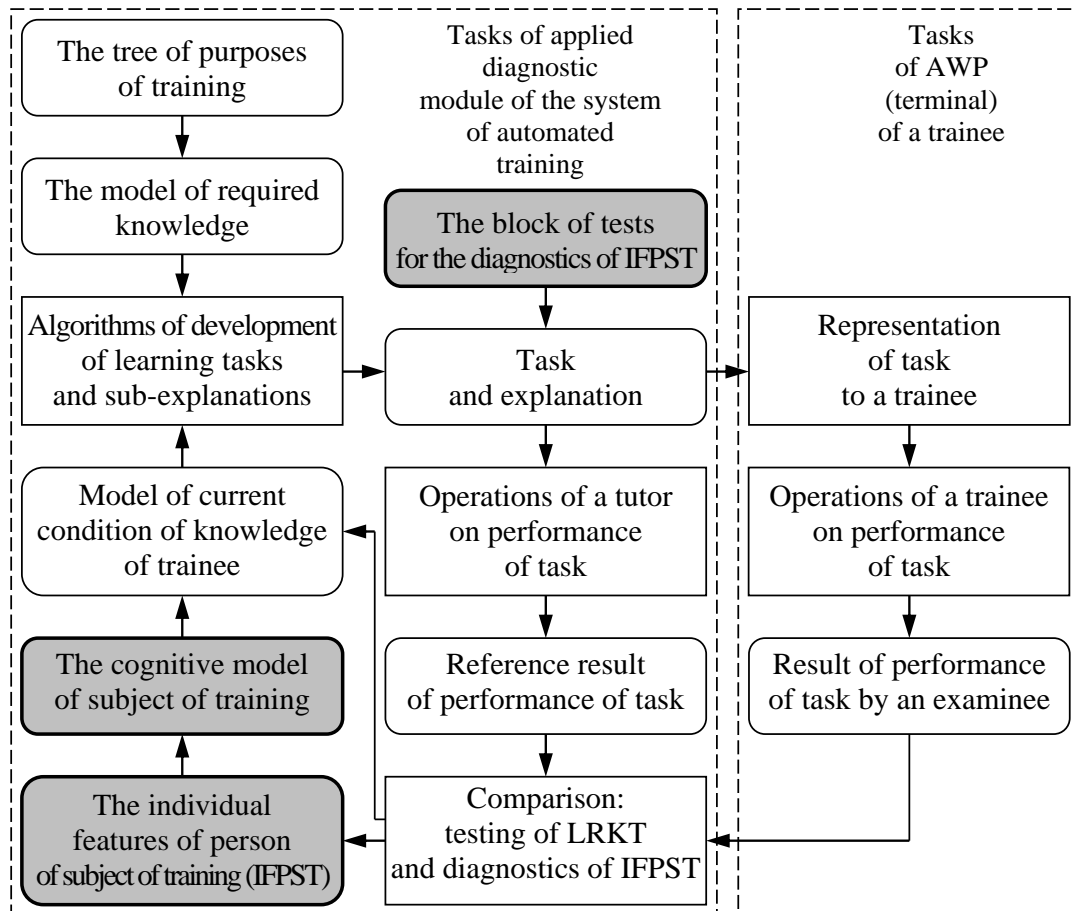 The tree of purposes
of training
The model of required
knowledge
Algorithms of development
of learning tasks
and sub-explanations
Model of current
condition of knowledge
of trainee
The cognitive model
of subject of training
The individual
features of person
of subject of training (IFPST)
Tasks of applied
diagnostic
module of the system
of automated
training
The block of tests
for the diagnostics of IFPST
Task
and explanation
Operations of a tutor
on performance
of task
Reference result
of performance of task
Comparison:
testing of LRKT
and diagnostics of IFPST
Tasks
of AWP
(terminal)
of a trainee
Representation
of task
to a trainee
Operations of a trainee
on performance
of task
Result of performance
of task by an examinee